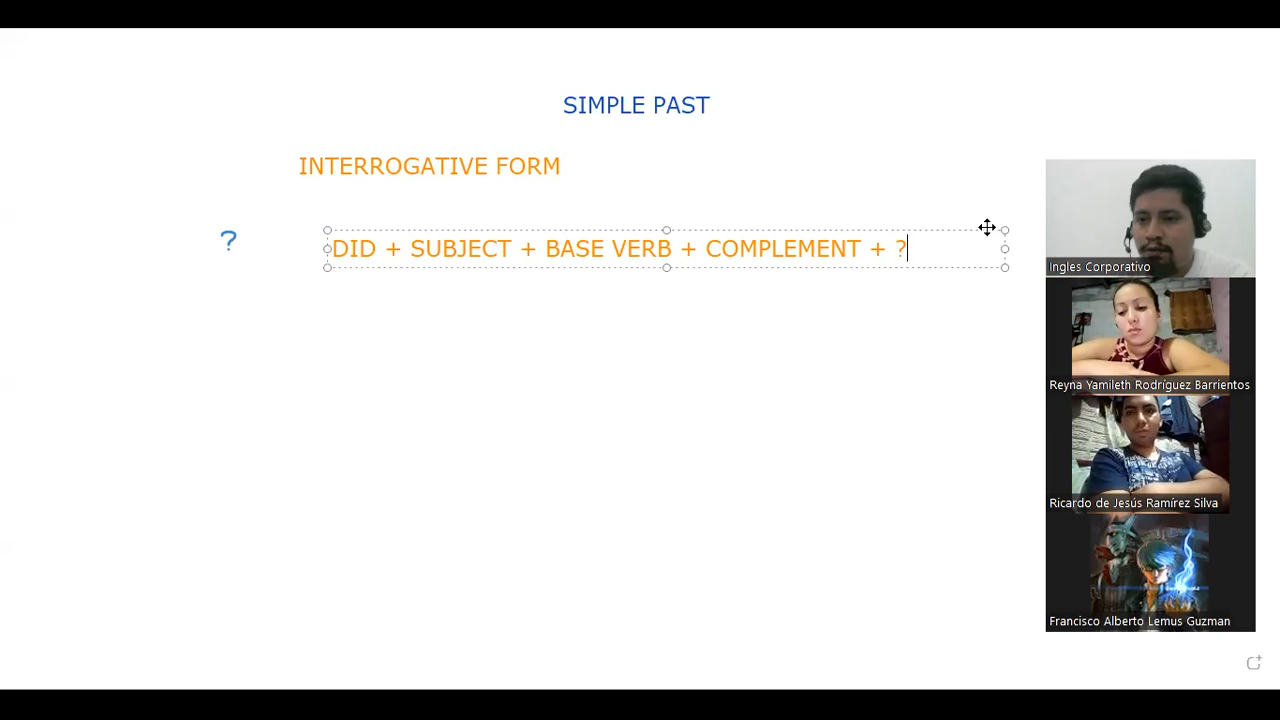 SIMPLE PAST
INTERROGATIVE FORM
?
DID + SUBJECT + BASE VERB + COMPLEMENT + ?
Ingles Corporativo
Reyna Yamileth Rodríguez Barrientos
Ricardo de Jesús Ramírez Silva
Francisco Alberto Lemus Guzman